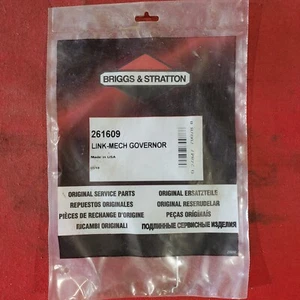 BRIGGS & STRATTON
261609
LINK-MECH GOVERNOR
Made in USA
ORIGINAL SERVICE PARTS
ORIGINAL ERSATZTEILE
REPUESTOS ORIGINALES
ORIGINAL RESERUDELAR
PIÈCES DE RECHANGE D'ORIGINE
PEÇAS ORIGINAIS
RICAMBI ORIGINALI
ПОДЛИННЫЕ СЕРВИСНЫЕ ИЗДЕЛИЯ